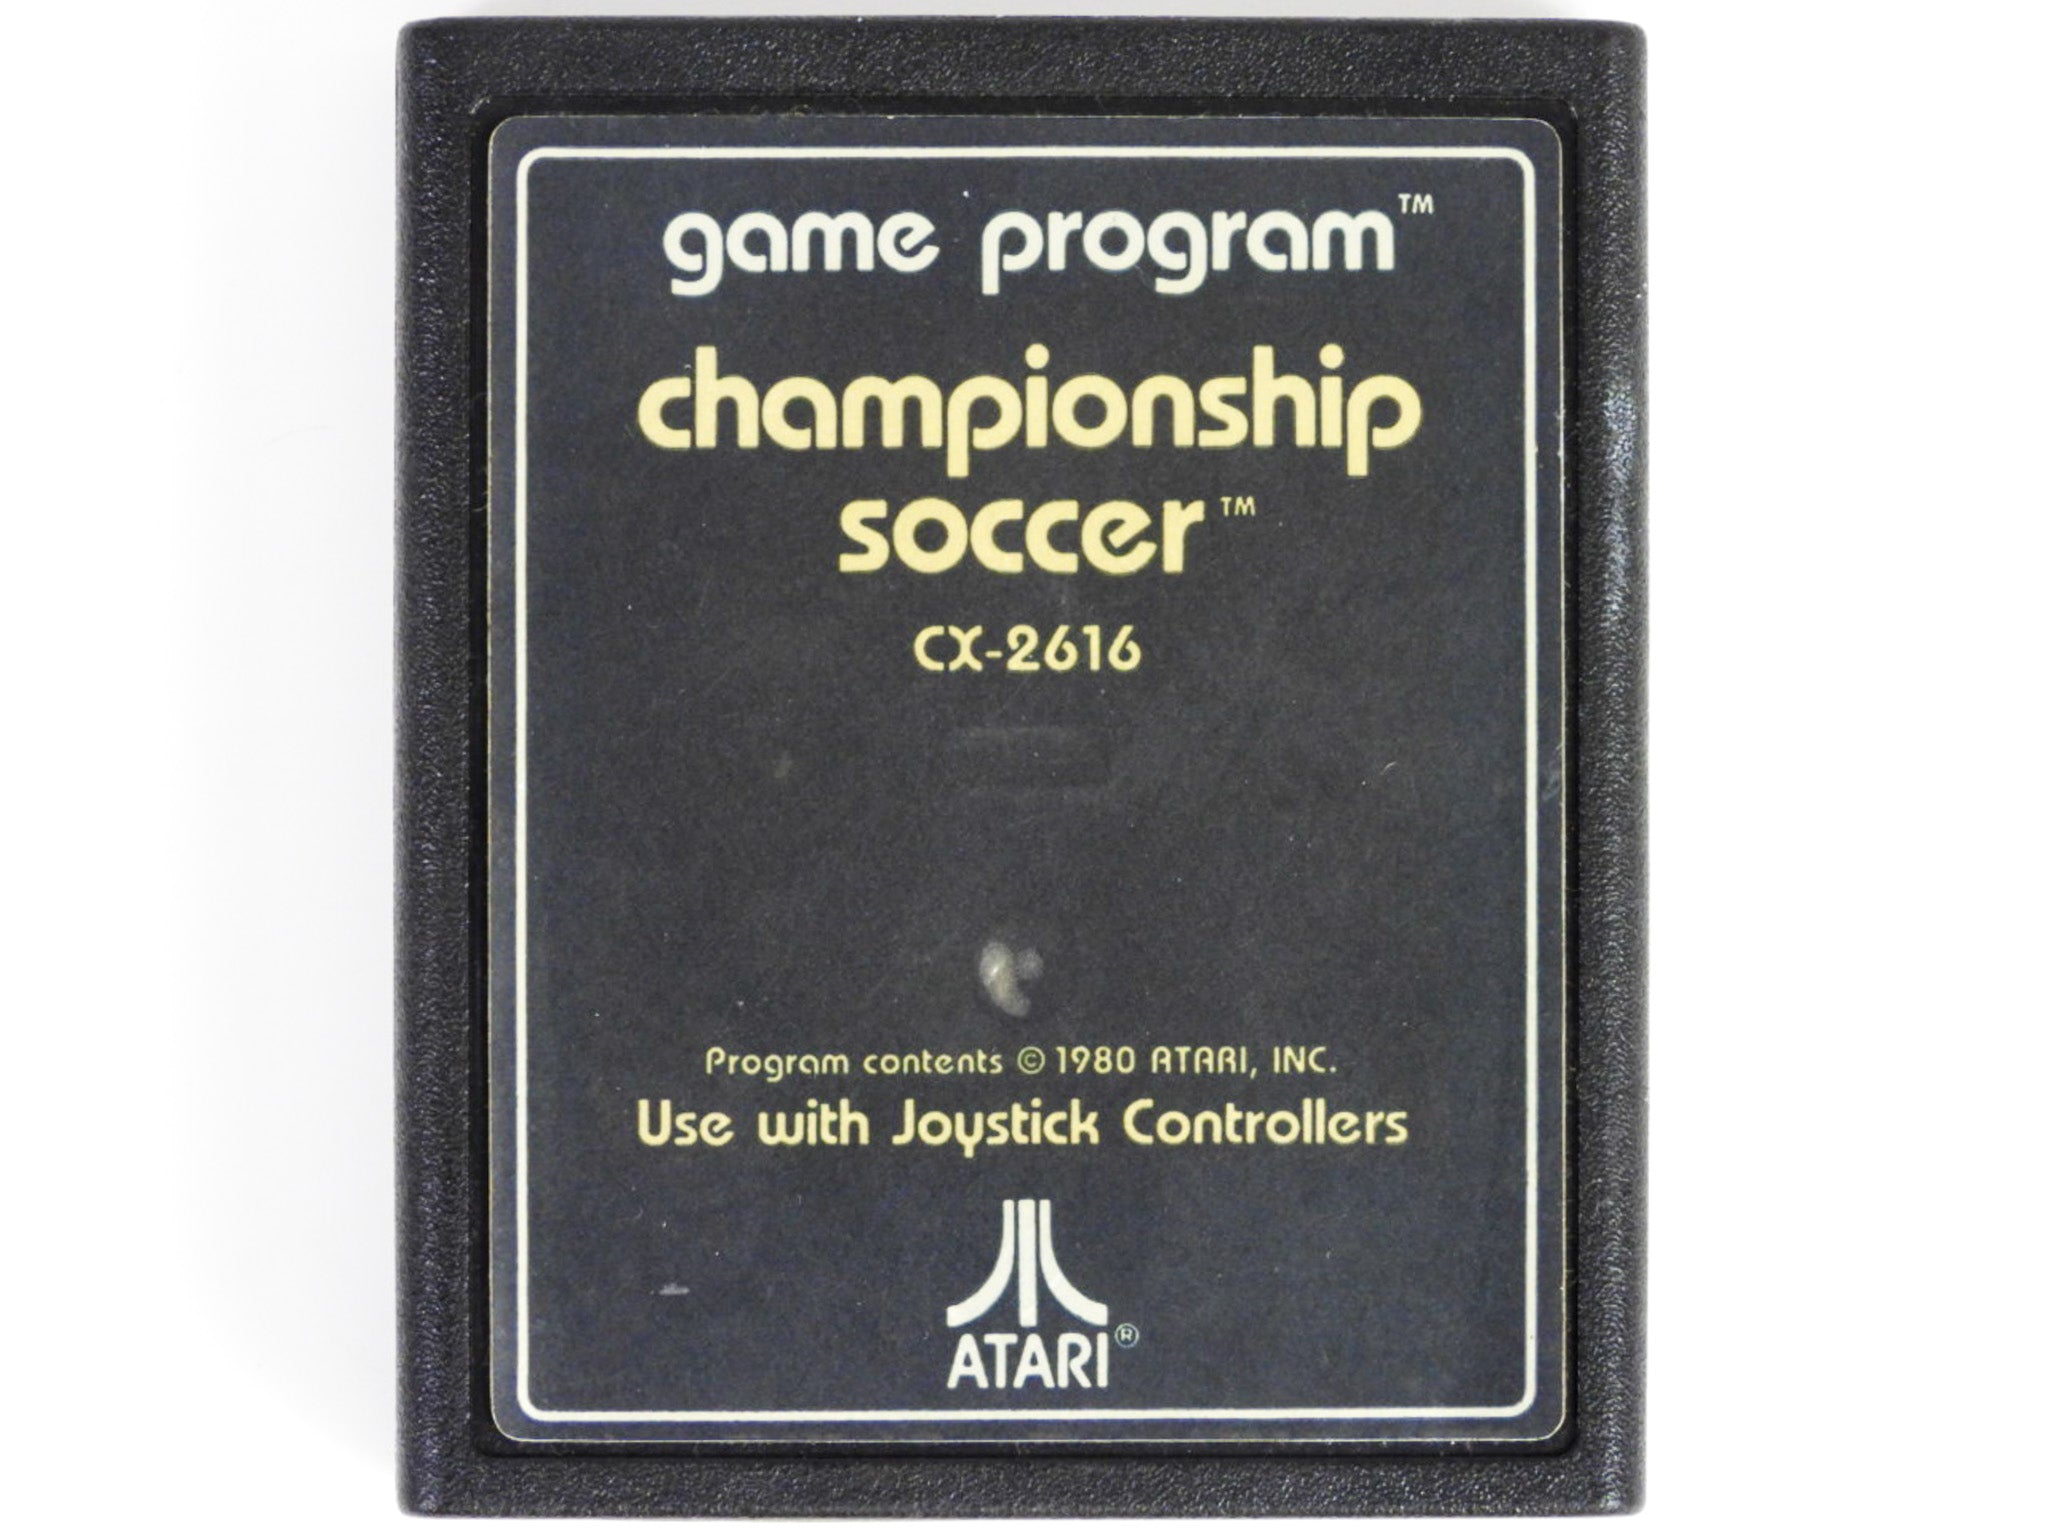 game program™
championship
soccer™
CX-2616
Program contents © 1980 ATARI, INC.
Use with Joystick Controllers
ATARI®